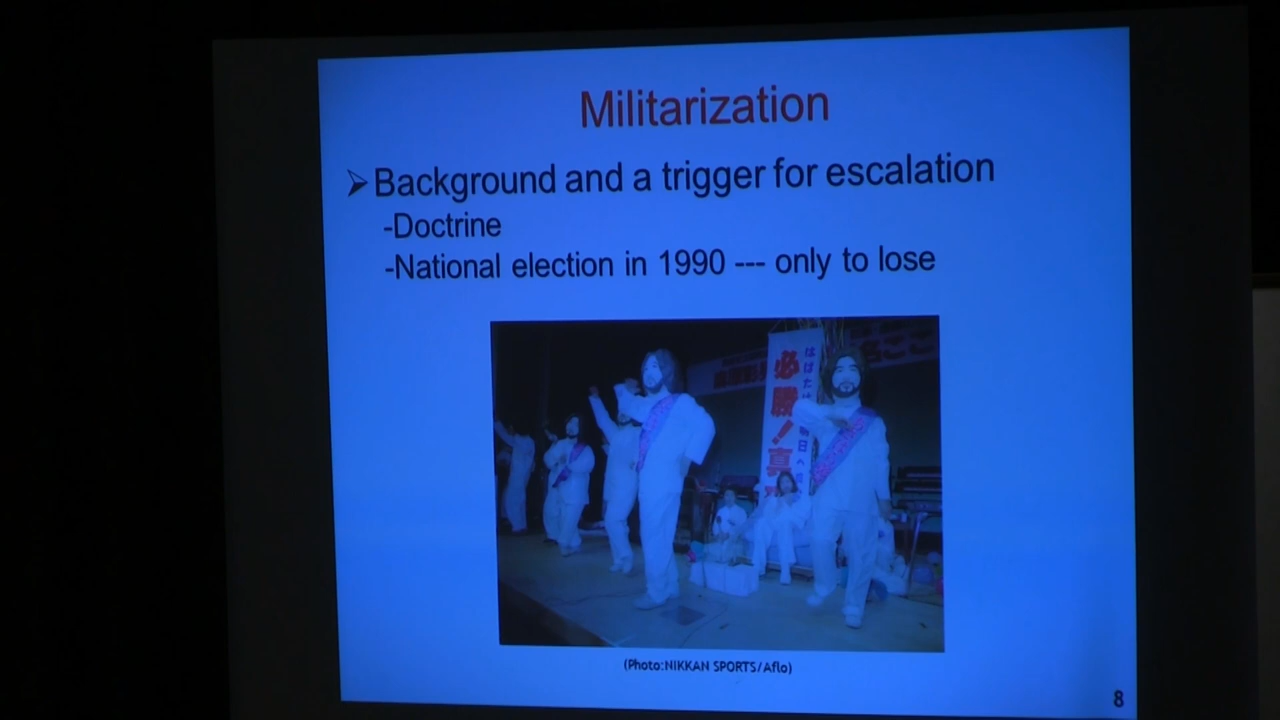 Militarization
➢Background and a trigger for escalation
-Doctrine
-National election in 1990 --- only to lose
必勝!真
(Photo:NIKKAN SPORTS/Aflo)
8